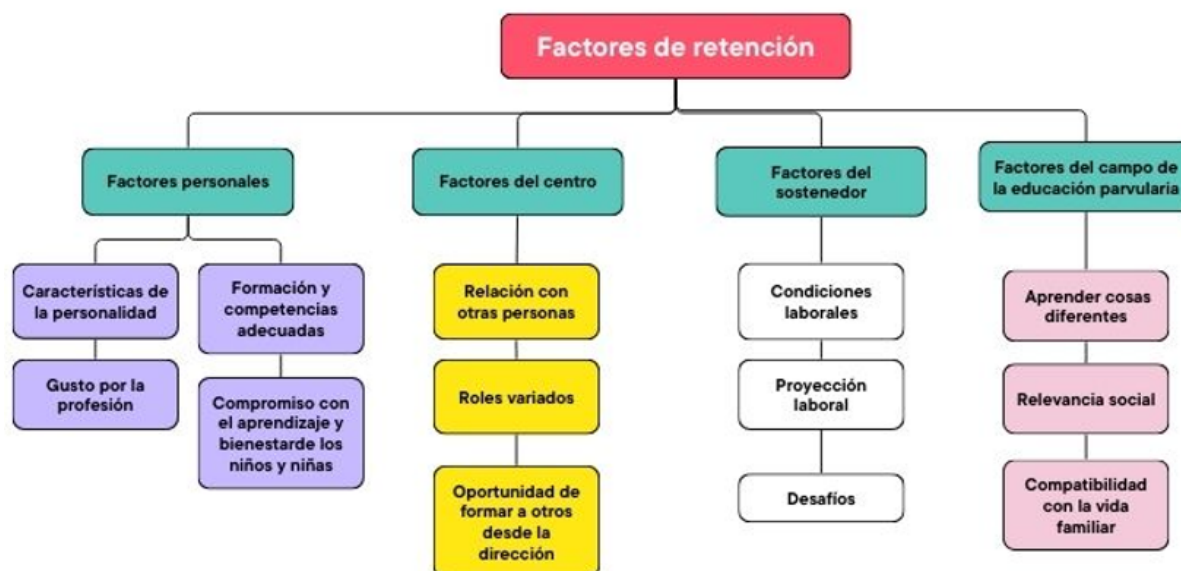 Factores de retención
Factores personales
Factores del centro
Factores del
sostenedor
Factores del campo de
la educación parvularia
Características de
la personalidad
Formación y
competencias
adecuadas
Gusto por la
profesión
Compromiso con
el aprendizaje y
bienestarde los
niños y niñas
Relación con
otras personas
Roles variados
Oportunidad de
formar a otros
desde la
dirección
Condiciones
laborales
Proyección
laboral
Desafíos
Aprender cosas
diferentes
Relevancia social
Compatibilidad
con la vida
familiar